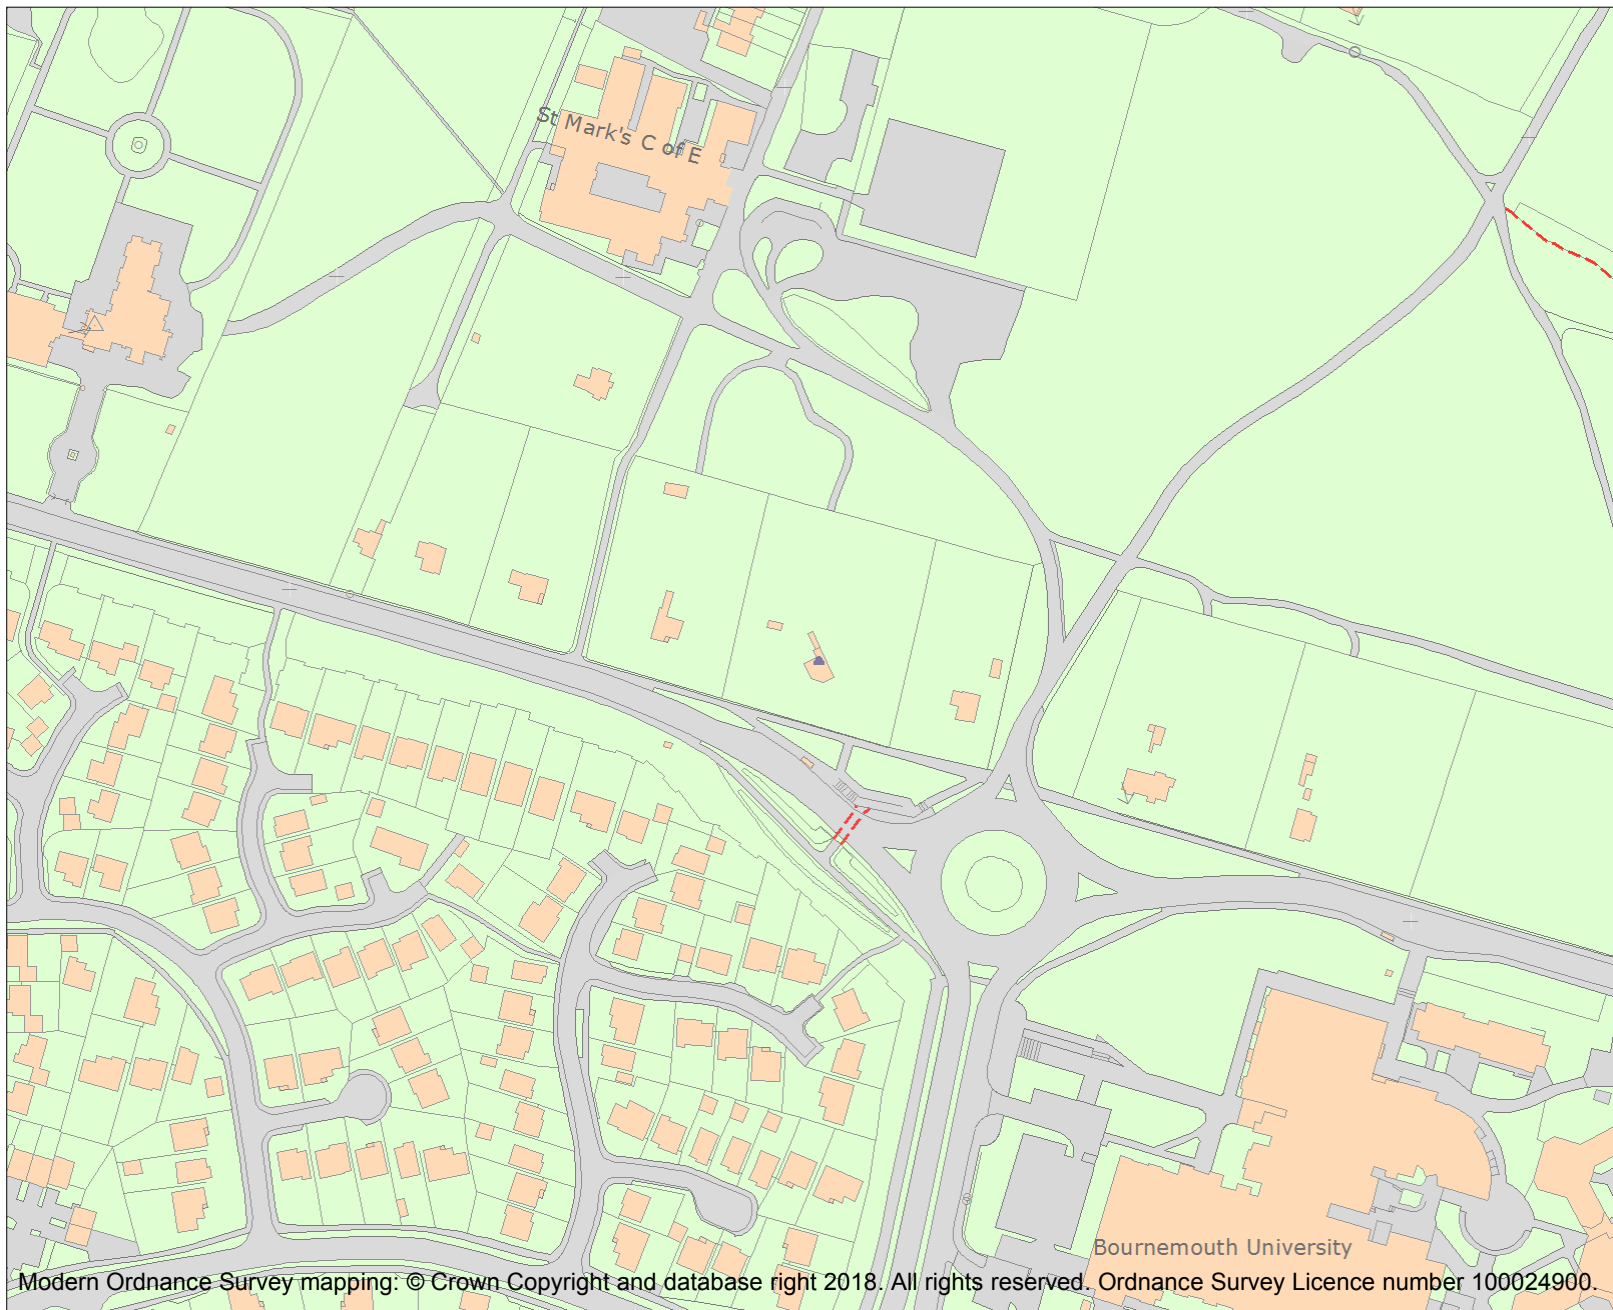 St Mark's C of E
Bournemouth University
Modern Ordnance Survey mapping: © Crown Copyright and database right 2018. All rights reserved. Ordnance Survey Licence number 100024900.